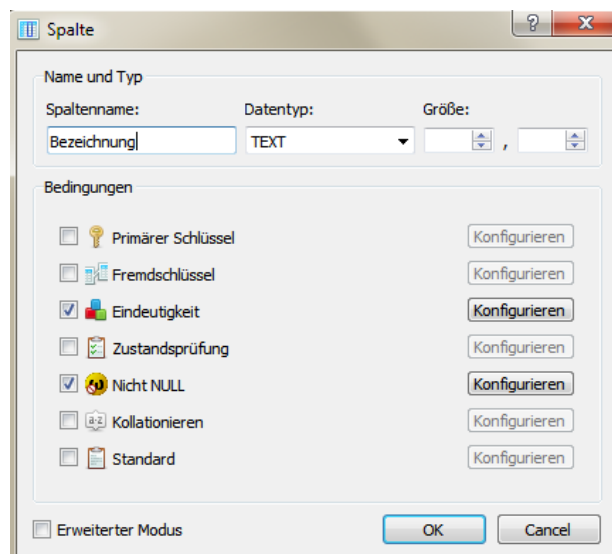 Spalte
Name und Typ
Spaltenname: Datentyp: Größe:
Bezeichnung TEXT ,
Bedingungen
Primärer Schlüssel Konfigurieren
Fremdschlüssel Konfigurieren
Eindeutigkeit Konfigurieren
Zustandsprüfung Konfigurieren
Nicht NULL Konfigurieren
a·z Kollationieren Konfigurieren
Standard Konfigurieren
Erweiterter Modus OK Cancel